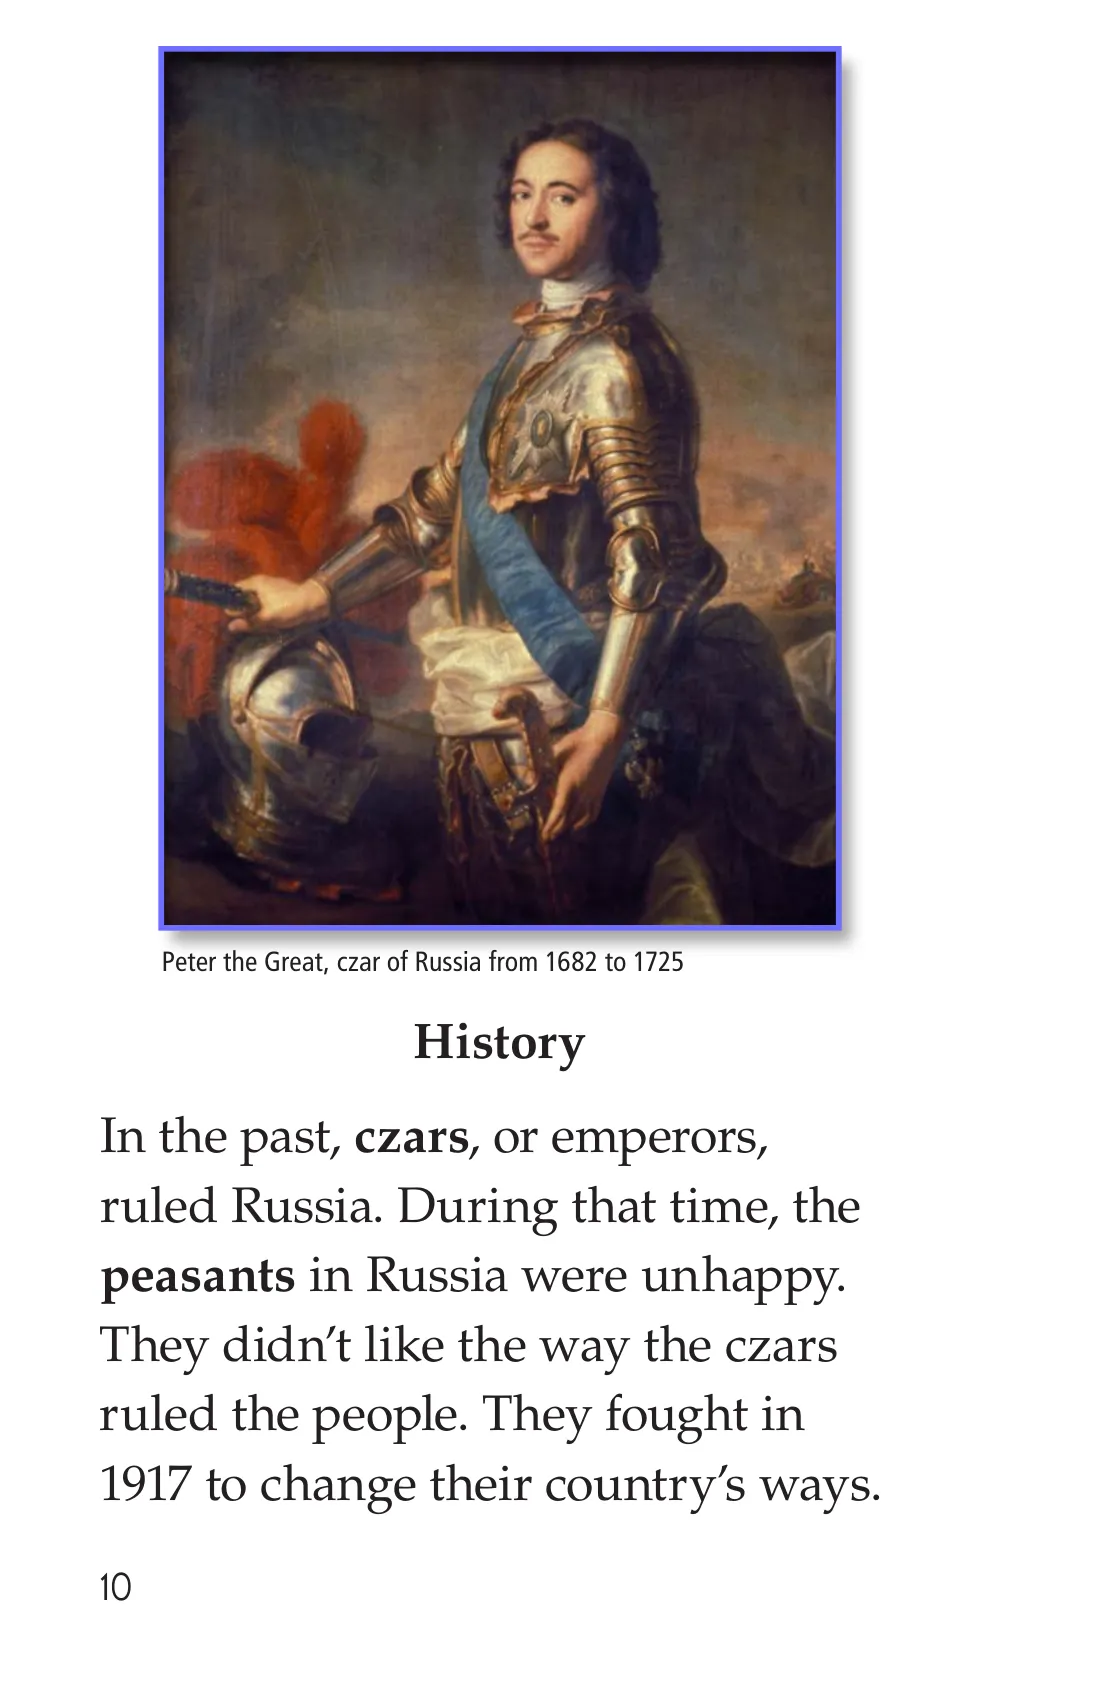 Peter the Great, czar of Russia from 1682 to 1725
History
In the past, czars, or emperors,
ruled Russia. During that time, the
peasants in Russia were unhappy.
They didn’t like the way the czars
ruled the people. They fought in
1917 to change their country’s ways.
10